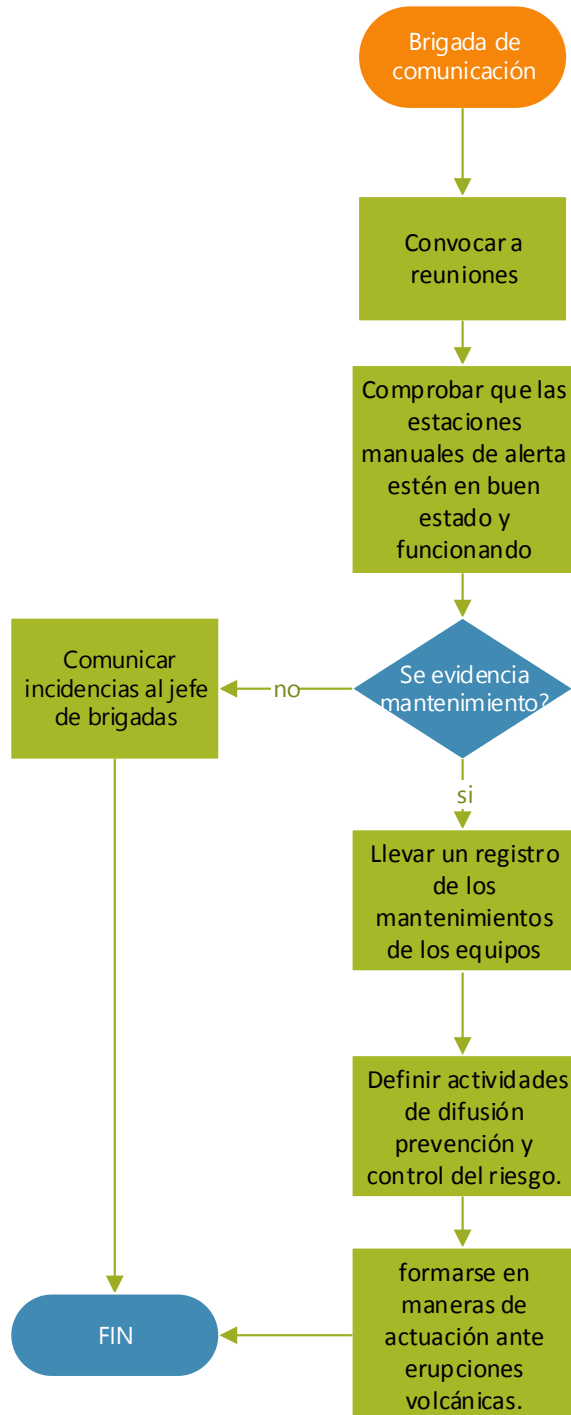 Brigada de
comunicación
Convocar a
reuniones
Comprobar que las
estaciones
manuales de alerta
estén en buen
estado y
funcionando
Se evidencia
mantenimiento?
no
Comunicar
incidencias al jefe
de brigadas
si
Llevar un registro
de los
mantenimientos
de los equipos
Definir actividades
de difusión
prevención y
control del riesgo.
formarse en
maneras de
actuación ante
erupciones
volcánicas.
FIN